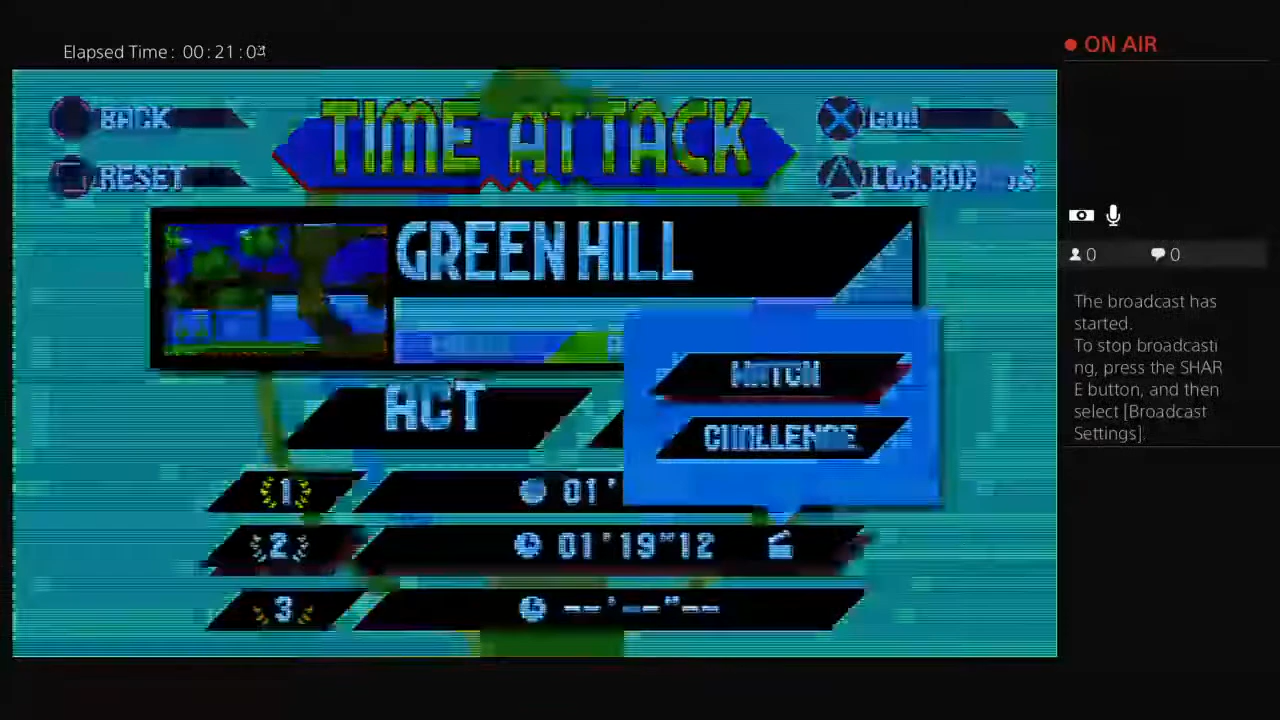 Elapsed Time: 00:21:04
ON AIR
BACK
TIME ATTACK
RESET
GREEN HILL
0
0
The broadcast has
started.
To stop broadcasti
ng, press the SHAR
E button, and then
select [Broadcast
Settings].
WATCH
ACT
CHALLENGE
1
01'
2
01'19"12
3
--'--"--